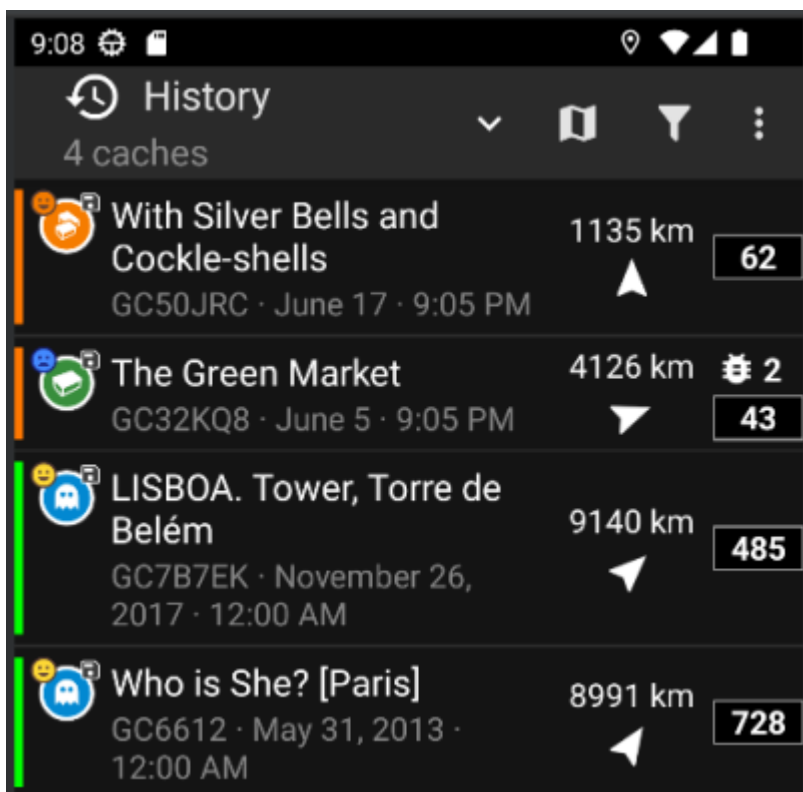 9:08
History
4 caches
With Silver Bells and
Cockle-shells
GC50JRC · June 17 · 9:05 PM
1135 km
62
The Green Market
GC32KQ8 · June 5 · 9:05 PM
4126 km
2
43
LISBOA. Tower, Torre de
Belém
GC7B7EK · November 26,
2017 · 12:00 AM
9140 km
485
Who is She? [Paris]
GC6612 · May 31, 2013 ·
12:00 AM
8991 km
728